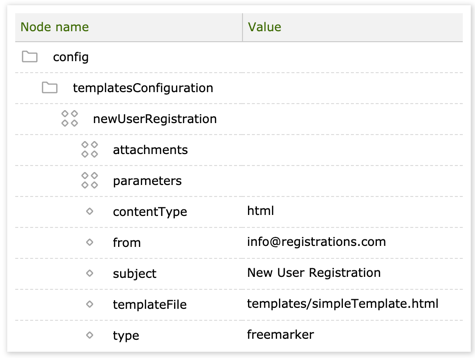 Node name Value
config
templatesConfiguration
newUserRegistration
attachments
parameters
contentType html
from info@registrations.com
subject New User Registration
templateFile templates/simpleTemplate.html
type freemarker